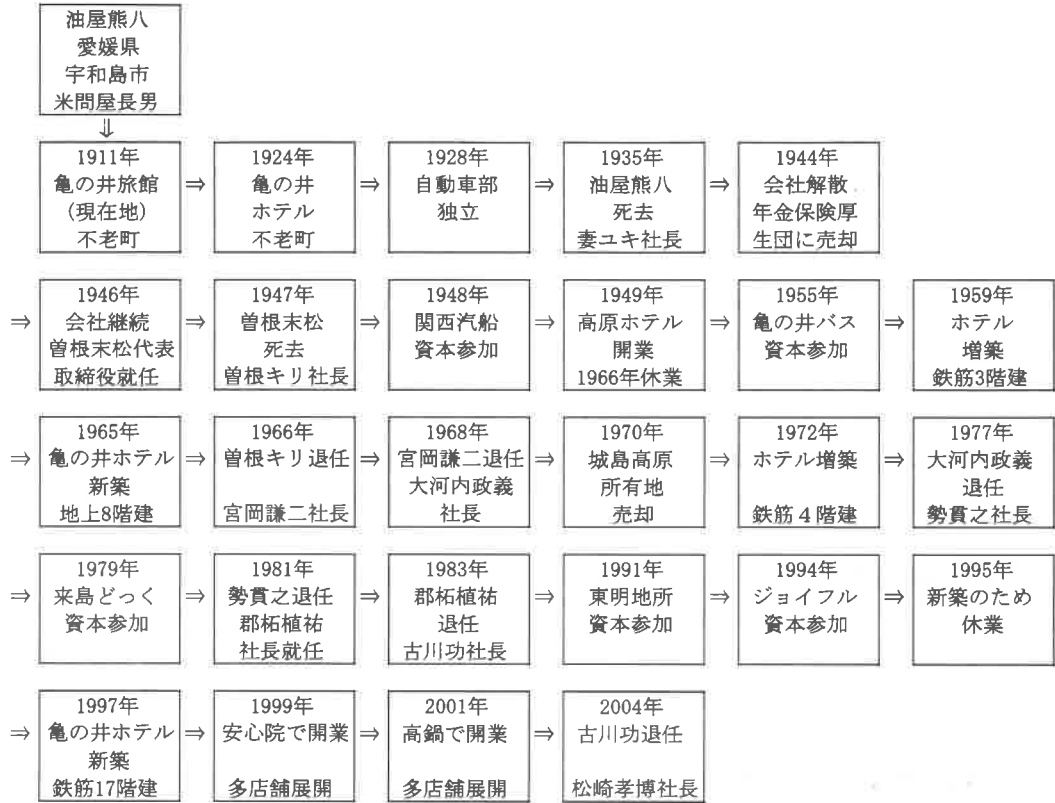 油屋熊八
愛媛県
宇和島市
米問屋長男
⇓
1911年
亀の井旅館
(現在地)
不老町
⇒
1924年
亀の井
ホテル
不老町
⇒
1928年
自動車部
独立
⇒
1935年
油屋熊八
死去
妻ユキ社長
⇒
1944年
会社解散
年金保険厚
生団に売却
⇒
1946年
会社継続
曽根末松代表
取締役就任
⇒
1947年
曽根末松
死去
曽根キリ社長
⇒
1948年
関西汽船
資本参加
⇒
1949年
高原ホテル
開業
1966年休業
⇒
1955年
亀の井バス
資本参加
⇒
1959年
ホテル
増築
鉄筋3階建
⇒
1965年
亀の井ホテル
新築
地上8階建
⇒
1966年
曽根キリ退任
宮岡謙二社長
⇒
1968年
宮岡謙二退任
大河内政義
社長
⇒
1970年
城島高原
所有地
売却
⇒
1972年
ホテル増築
鉄筋4階建
⇒
1977年
大河内政義
退任
勢貫之社長
⇒
1979年
来島どっく
資本参加
⇒
1981年
勢貫之退任
郡柘植祐
社長就任
⇒
1983年
郡柘植祐
退任
古川功社長
⇒
1991年
東明地所
資本参加
⇒
1994年
ジョイフル
資本参加
⇒
1995年
新築のため
休業
⇒
1997年
亀の井ホテル
新築
鉄筋17階建
⇒
1999年
安心院で開業
多店舗展開
⇒
2001年
高鍋で開業
多店舗展開
⇒
2004年
古川功退任
松崎孝博社長